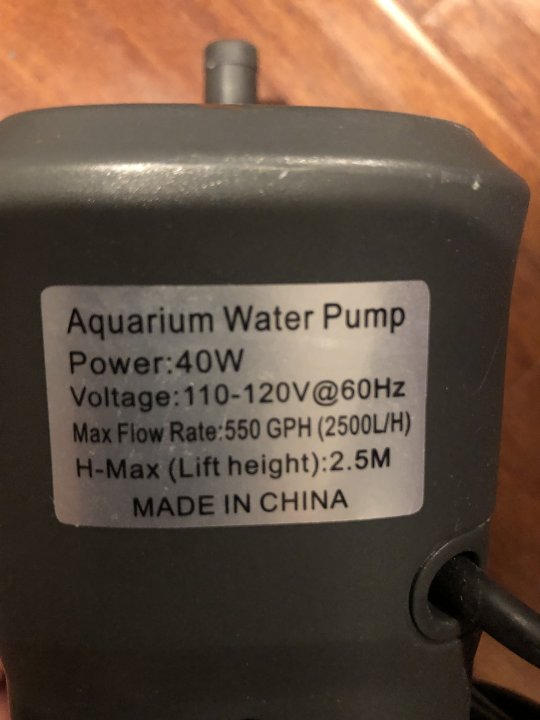 Aquarium Water Pump
Power:40W
Voltage:110-120V@60Hz
Max Flow Rate:550 GPH (2500L/H)
H-Max (Lift height):2.5M
MADE IN CHINA